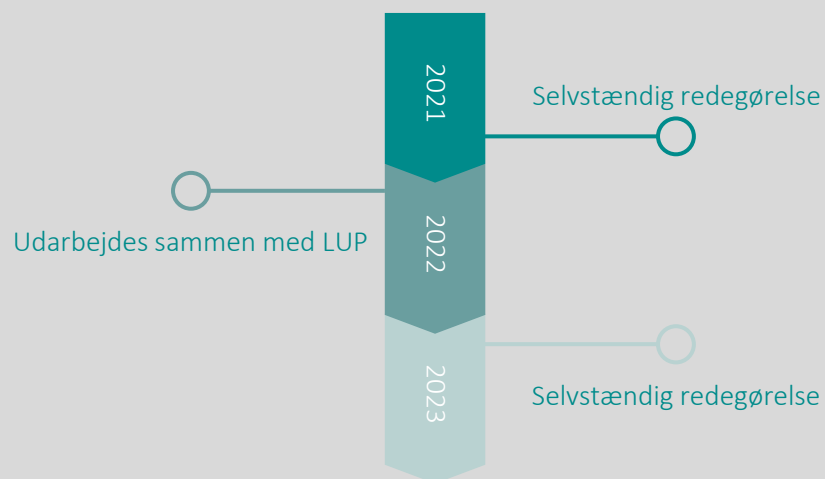 2021
Selvstændig redegørelse
Udarbejdes sammen med LUP
2022
2023
Selvstændig redegørelse